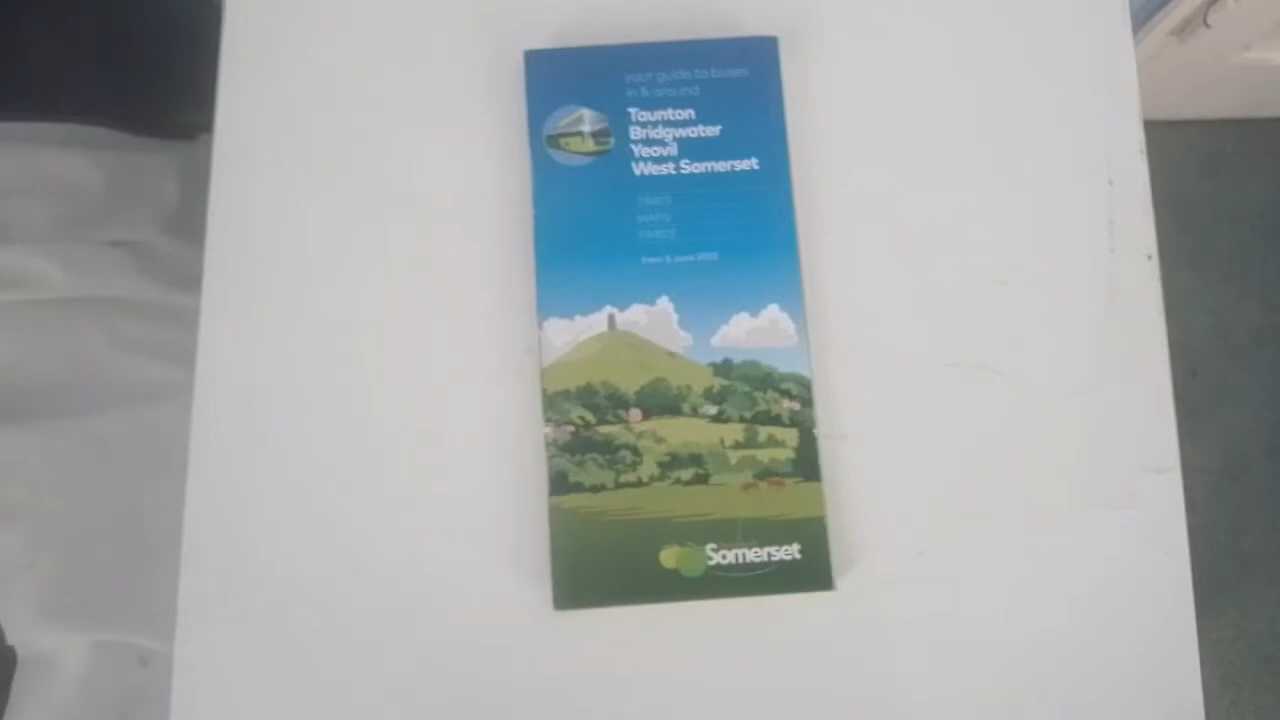 your guide to buses
in & around
Taunton
Bridgwater
Yeovil
West Somerset
TIMES
MAPS
FARES
Somerset